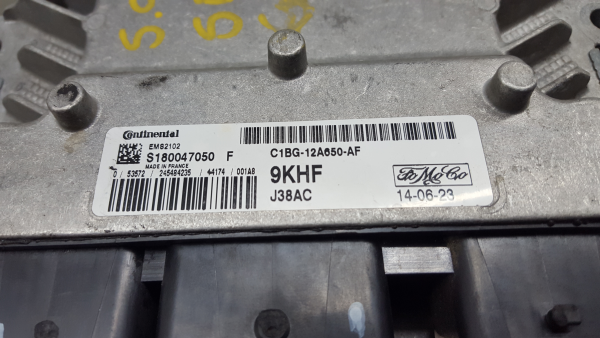 Continental
EMS2102
S180047050 F
MADE IN FRANCE
0 / 53572 / 245484235 / 44174 / 001A8
C1BG-12A650-AF
9KHF
J38AC
FoMoCo
14-06-23